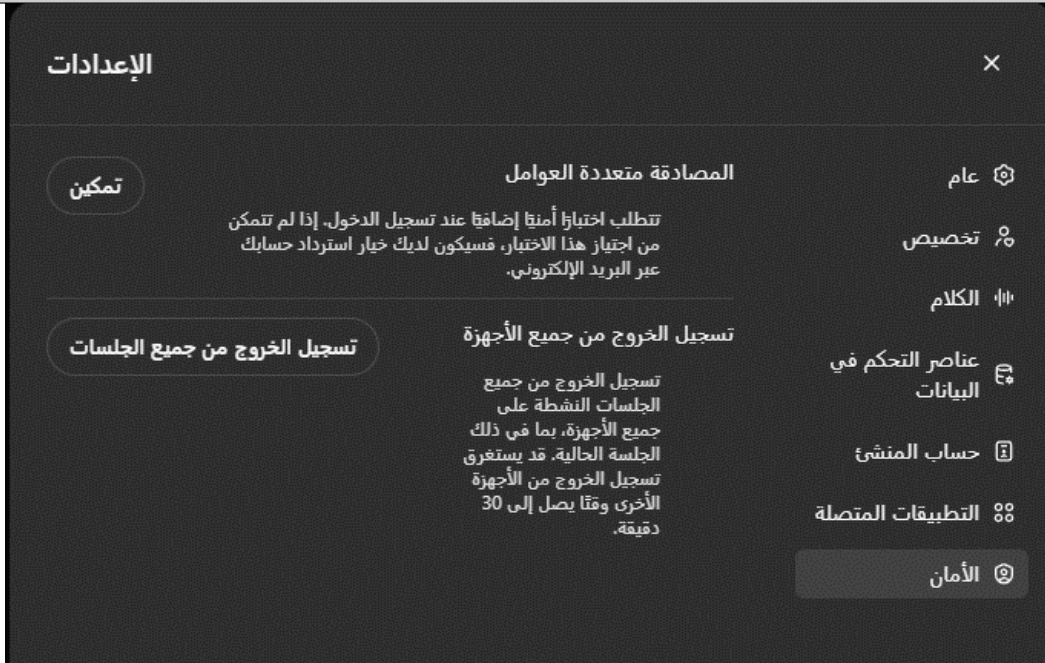 الإعدادات
عام
تخصيص
الكلام
عناصر التحكم في
البيانات
حساب المنشئ
التطبيقات المتصلة
الأمان
المصادقة متعددة العوامل
تمكين
تتطلب اختبارًا أمنيًا إضافيًا عند تسجيل الدخول. إذا لم تتمكن
من اجتياز هذا الاختبار، فسيكون لديك خيار استرداد حسابك
عبر البريد الإلكتروني.
تسجيل الخروج من جميع الأجهزة
تسجيل الخروج من جميع الجلسات
تسجيل الخروج من جميع
الجلسات النشطة على
جميع الأجهزة، بما في ذلك
الجلسة الحالية. قد يستغرق
تسجيل الخروج من الأجهزة
الأخرى وقتًا يصل إلى 30
دقيقة.